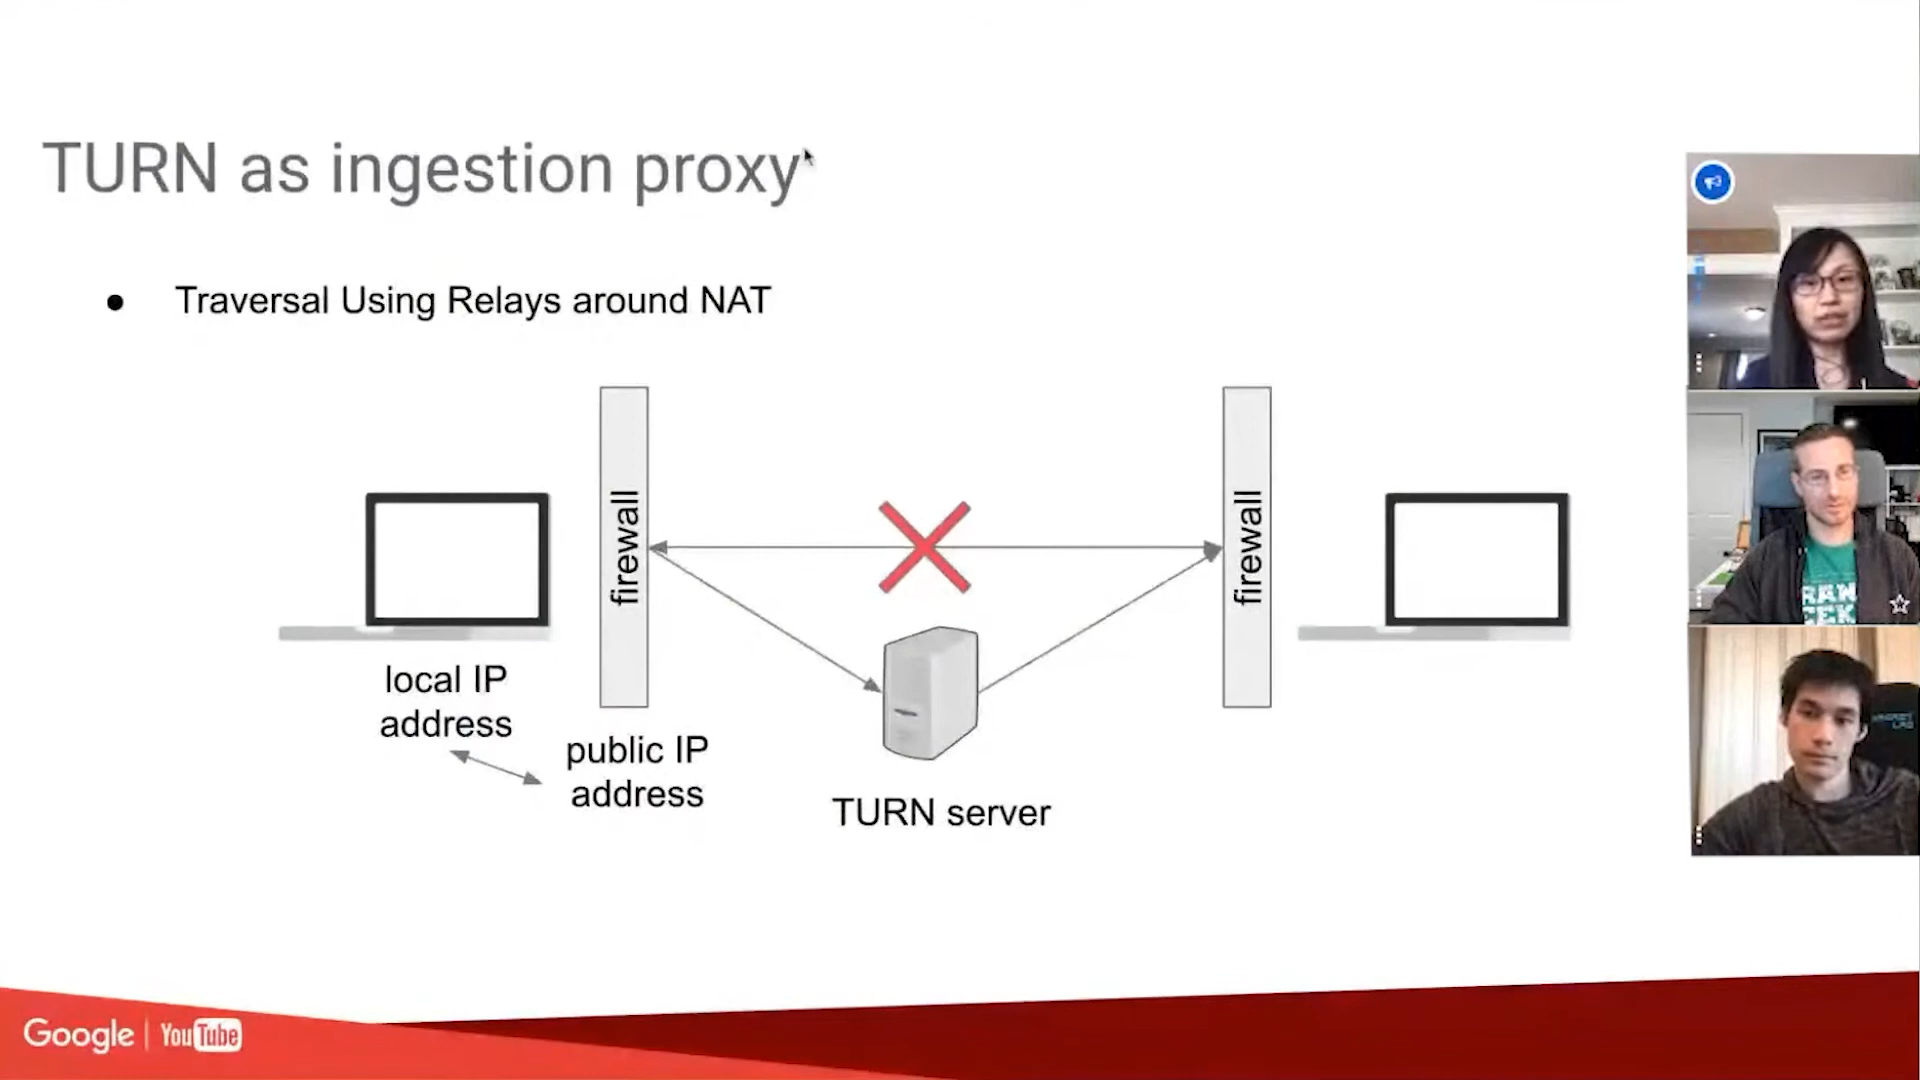 TURN as ingestion proxy
Traversal Using Relays around NAT
firewall
firewall
local IP
address
public IP
address
TURN server
Google
YouTube